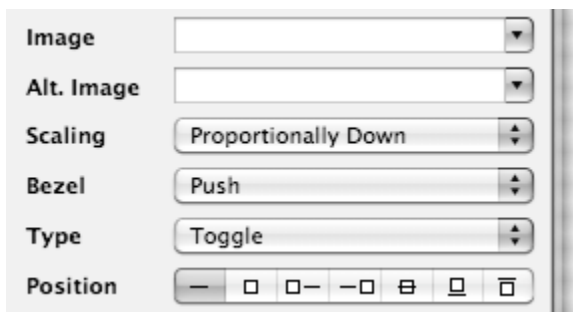 Image
Alt. Image
Scaling Proportionally Down
Bezel Push
Type Toggle
Position